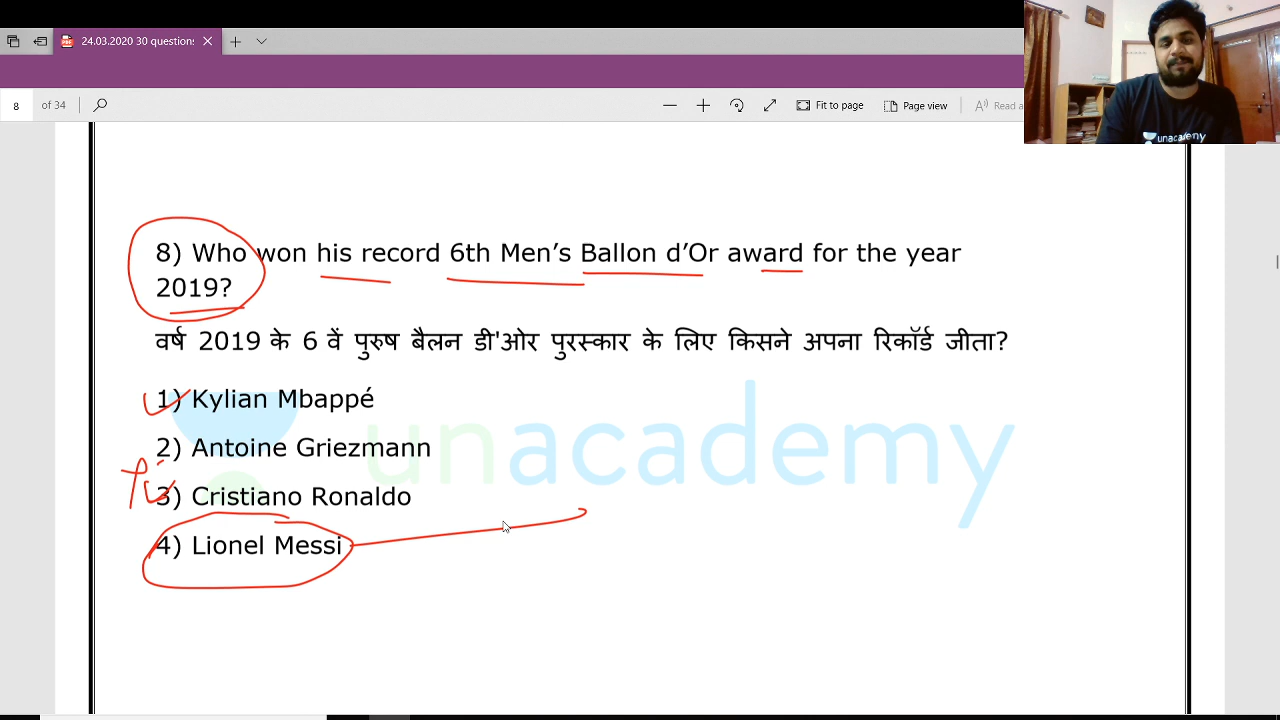 24.03.2020 30 questions
8
of 34
Fit to page
Page view
Read a
unacademy
8) Who won his record 6th Men’s Ballon d’Or award for the year
2019?
वर्ष 2019 के 6 वें पुरुष बैलन डी'ओर पुरस्कार के लिए किसने अपना रिकॉर्ड जीता?
1) Kylian Mbappé
2) Antoine Griezmann
3) Cristiano Ronaldo
4) Lionel Messi
unacademy